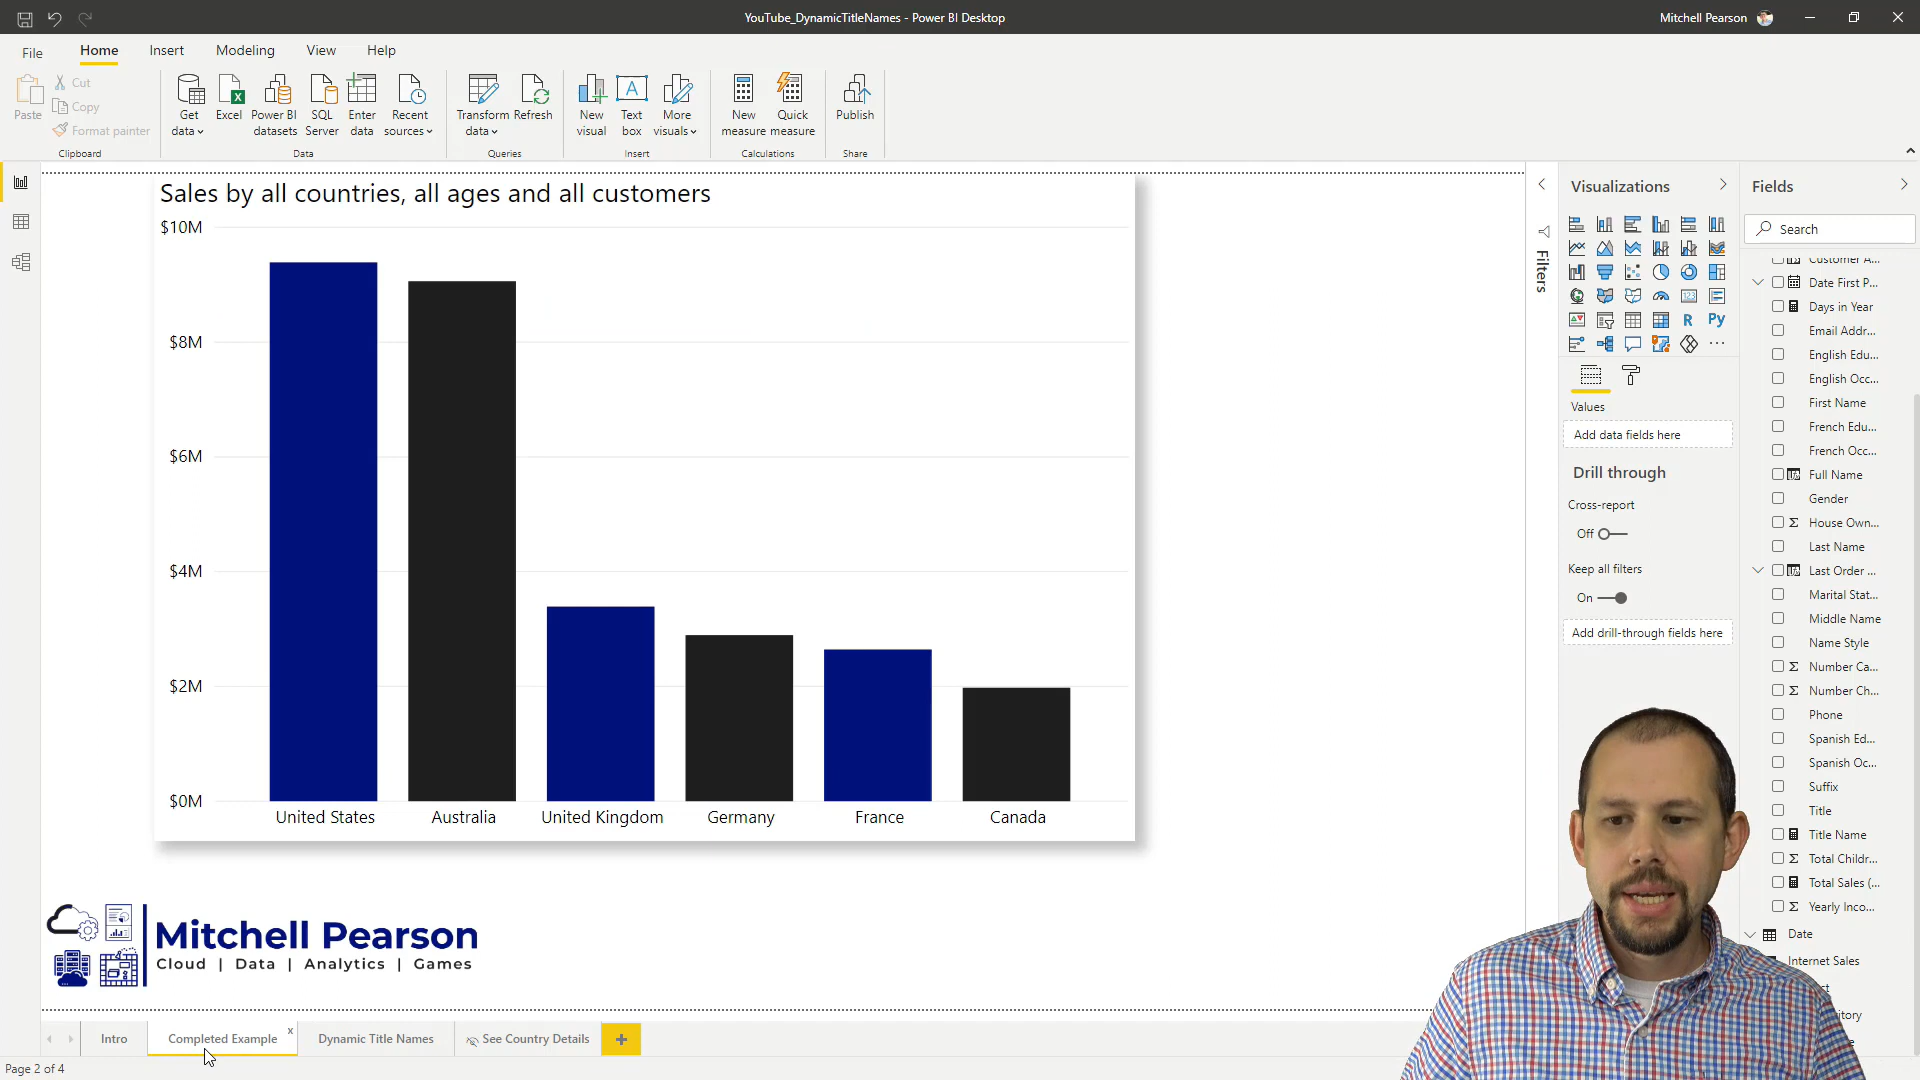 YouTube_DynamicTitleNames - Power BI Desktop
Mitchell Pearson
File
Home
Insert
Modeling
View
Help
Paste
Cut
Copy
Format painter
Clipboard
Get data
Excel
Power BI datasets
SQL Server
Enter data
Recent sources
Data
Transform data
Refresh
Queries
New visual
Text box
More visuals
Insert
New measure
Quick measure
Calculations
Publish
Share
Sales by all countries, all ages and all customers
$10M
$8M
$6M
$4M
$2M
$0M
United States
Australia
United Kingdom
Germany
France
Canada
Mitchell Pearson
Cloud | Data | Analytics | Games
Filters
Visualizations
R
Py
123
Values
Add data fields here
Drill through
Cross-report
Off
Keep all filters
On
Add drill-through fields here
Fields
Search
Customer A...
Date First P...
Days in Year
Email Addr...
English Edu...
English Occ...
First Name
French Edu...
French Occ...
Full Name
Gender
House Own...
Last Name
Last Order ...
Marital Stat...
Middle Name
Name Style
Number Ca...
Number Ch...
Phone
Spanish Ed...
Spanish Oc...
Suffix
Title
Title Name
Total Childr...
Total Sales (...
Yearly Inco...
Date
Internet Sales
Intro
Completed Example
Dynamic Title Names
See Country Details
Page 2 of 4